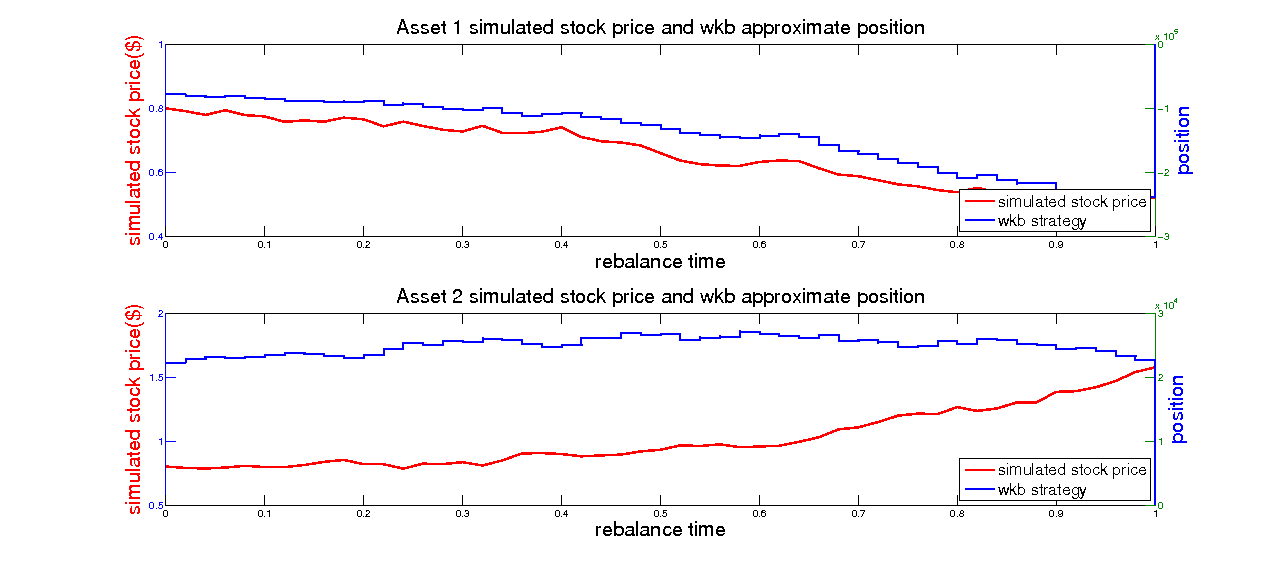 Asset 1 simulated stock price and wkb approximate position
x 10^5
simulated stock price($)
1
0.8
0.6
0.4
0
-1
-2
-3
position
simulated stock price
wkb strategy
0 0.1 0.2 0.3 0.4 0.5 0.6 0.7 0.8 0.9 1
rebalance time
Asset 2 simulated stock price and wkb approximate position
x 10^4
simulated stock price($)
2
1.5
1
0.5
3
2
1
0
position
simulated stock price
wkb strategy
0 0.1 0.2 0.3 0.4 0.5 0.6 0.7 0.8 0.9 1
rebalance time